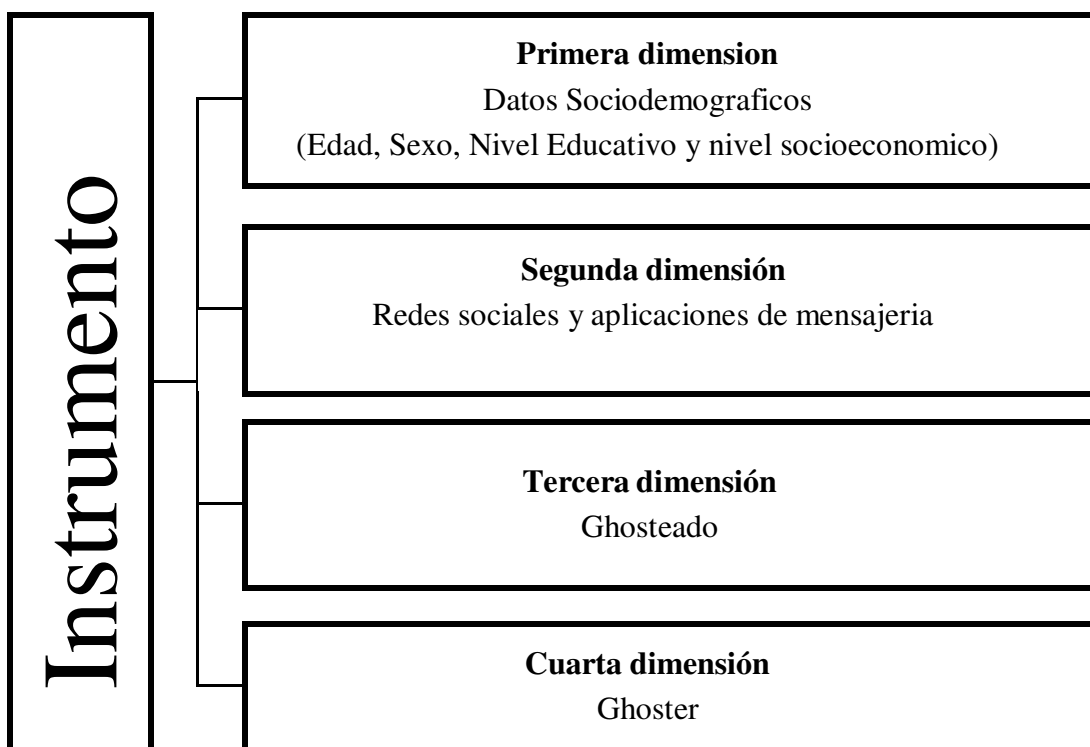 Instrumento
Primera dimension
Datos Sociodemograficos
(Edad, Sexo, Nivel Educativo y nivel socioeconomico)
Segunda dimensión
Redes sociales y aplicaciones de mensajeria
Tercera dimensión
Ghosteado
Cuarta dimensión
Ghoster